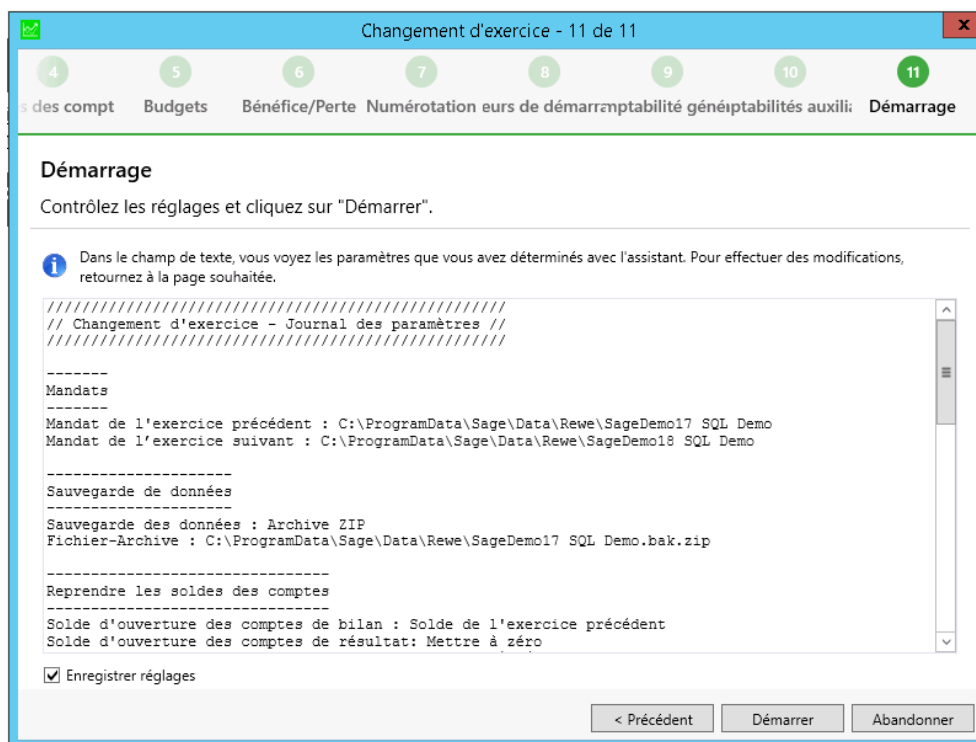 Changement d'exercice - 11 de 11
x
4 5 6 7 8 9 10 11
s des compt Budgets Bénéfice/Perte Numérotation eurs de démarr mptabilité géné iptabilités auxilia Démarrage
Démarrage
Contrôlez les réglages et cliquez sur "Démarrer".
Dans le champ de texte, vous voyez les paramètres que vous avez déterminés avec l'assistant. Pour effectuer des modifications,
retournez à la page souhaitée.
////////////////////////////////////////////////////
// Changement d'exercice - Journal des paramètres //
////////////////////////////////////////////////////
-------
Mandats
-------
Mandat de l'exercice précédent : C:\ProgramData\Sage\Data\Rewe\SageDemo17 SQL Demo
Mandat de l’exercice suivant : C:\ProgramData\Sage\Data\Rewe\SageDemo18 SQL Demo
---------------------
Sauvegarde de données
---------------------
Sauvegarde des données : Archive ZIP
Fichier-Archive : C:\ProgramData\Sage\Data\Rewe\SageDemo17 SQL Demo.bak.zip
--------------------------------
Reprendre les soldes des comptes
--------------------------------
Solde d'ouverture des comptes de bilan : Solde de l'exercice précédent
Solde d'ouverture des comptes de résultat: Mettre à zéro
Enregistrer réglages
< Précédent Démarrer Abandonner